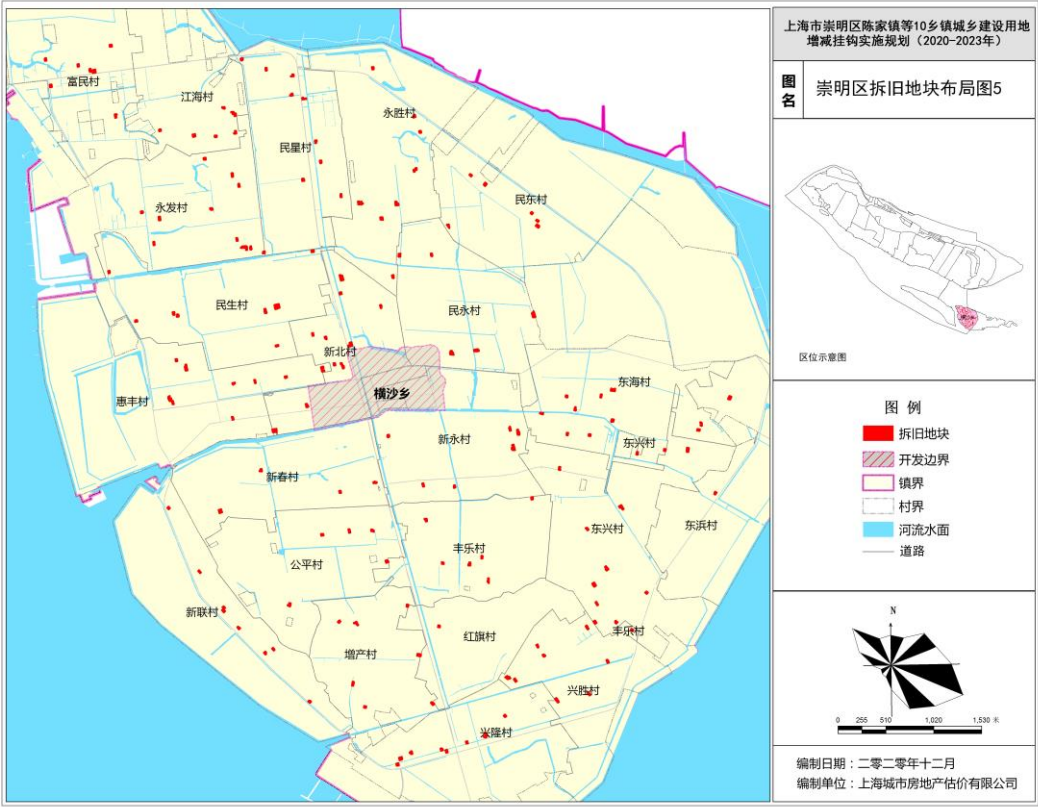 上海市崇明区陈家镇等10乡镇城乡建设用地
增减挂钩实施规划（2020-2023年）
图名
崇明区拆旧地块布局图5
富民村
江海村
永胜村
民星村
民东村
永发村
民生村
民永村
新北村
横沙乡
惠丰村
东海村
新永村
东兴村
新春村
东兴村
东浜村
丰乐村
公平村
新联村
红旗村
丰乐村
增产村
兴胜村
兴隆村
区位示意图
图 例
拆旧地块
开发边界
镇界
村界
河流水面
道路
N
0 255 510 1,020 1,530 米
编制日期：二零二零年十二月
编制单位：上海城市房地产估价有限公司